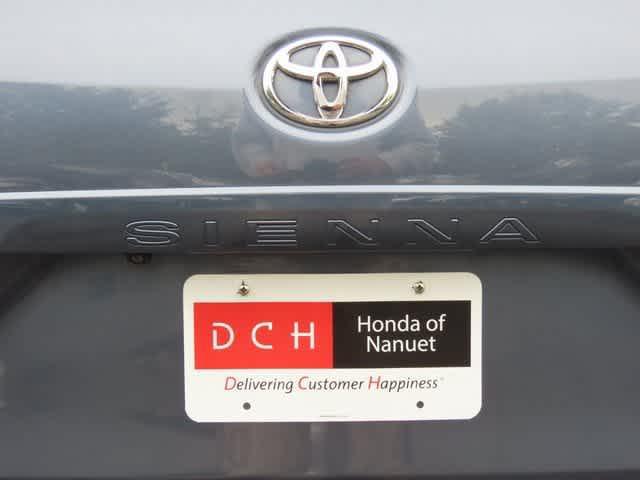 SIENNA
DCH
Honda of
Nanuet
Delivering Customer Happiness